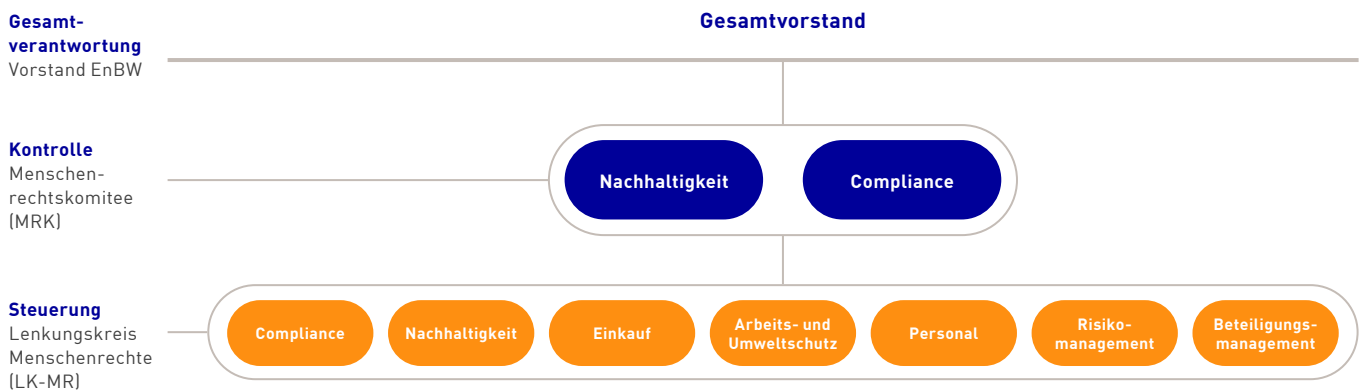 Gesamt-
verantwortung
Vorstand EnBW
Gesamtvorstand
Kontrolle
Menschen-
rechtskomitee
(MRK)
Nachhaltigkeit
Compliance
Steuerung
Lenkungskreis
Menschenrechte
(LK-MR)
Compliance
Nachhaltigkeit
Einkauf
Arbeits- und
Umweltschutz
Personal
Risiko-
management
Beteiligungs-
management